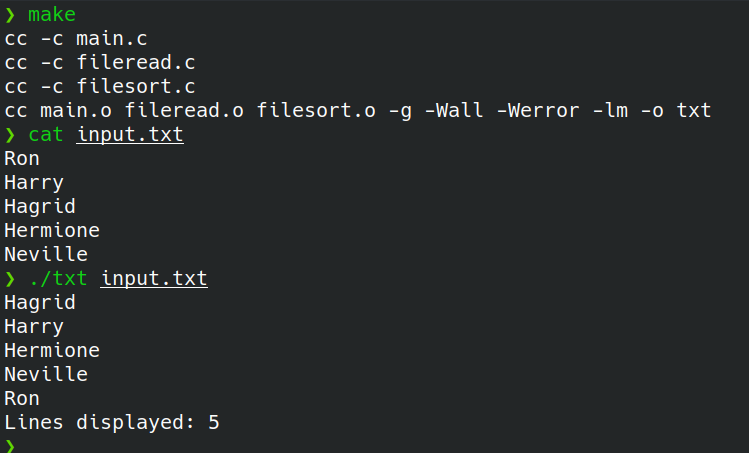 ❯ make
cc -c main.c
cc -c fileread.c
cc -c filesort.c
cc main.o fileread.o filesort.o -g -Wall -Werror -lm -o txt
❯ cat input.txt
Ron
Harry
Hagrid
Hermione
Neville
❯ ./txt input.txt
Hagrid
Harry
Hermione
Neville
Ron
Lines displayed: 5
❯